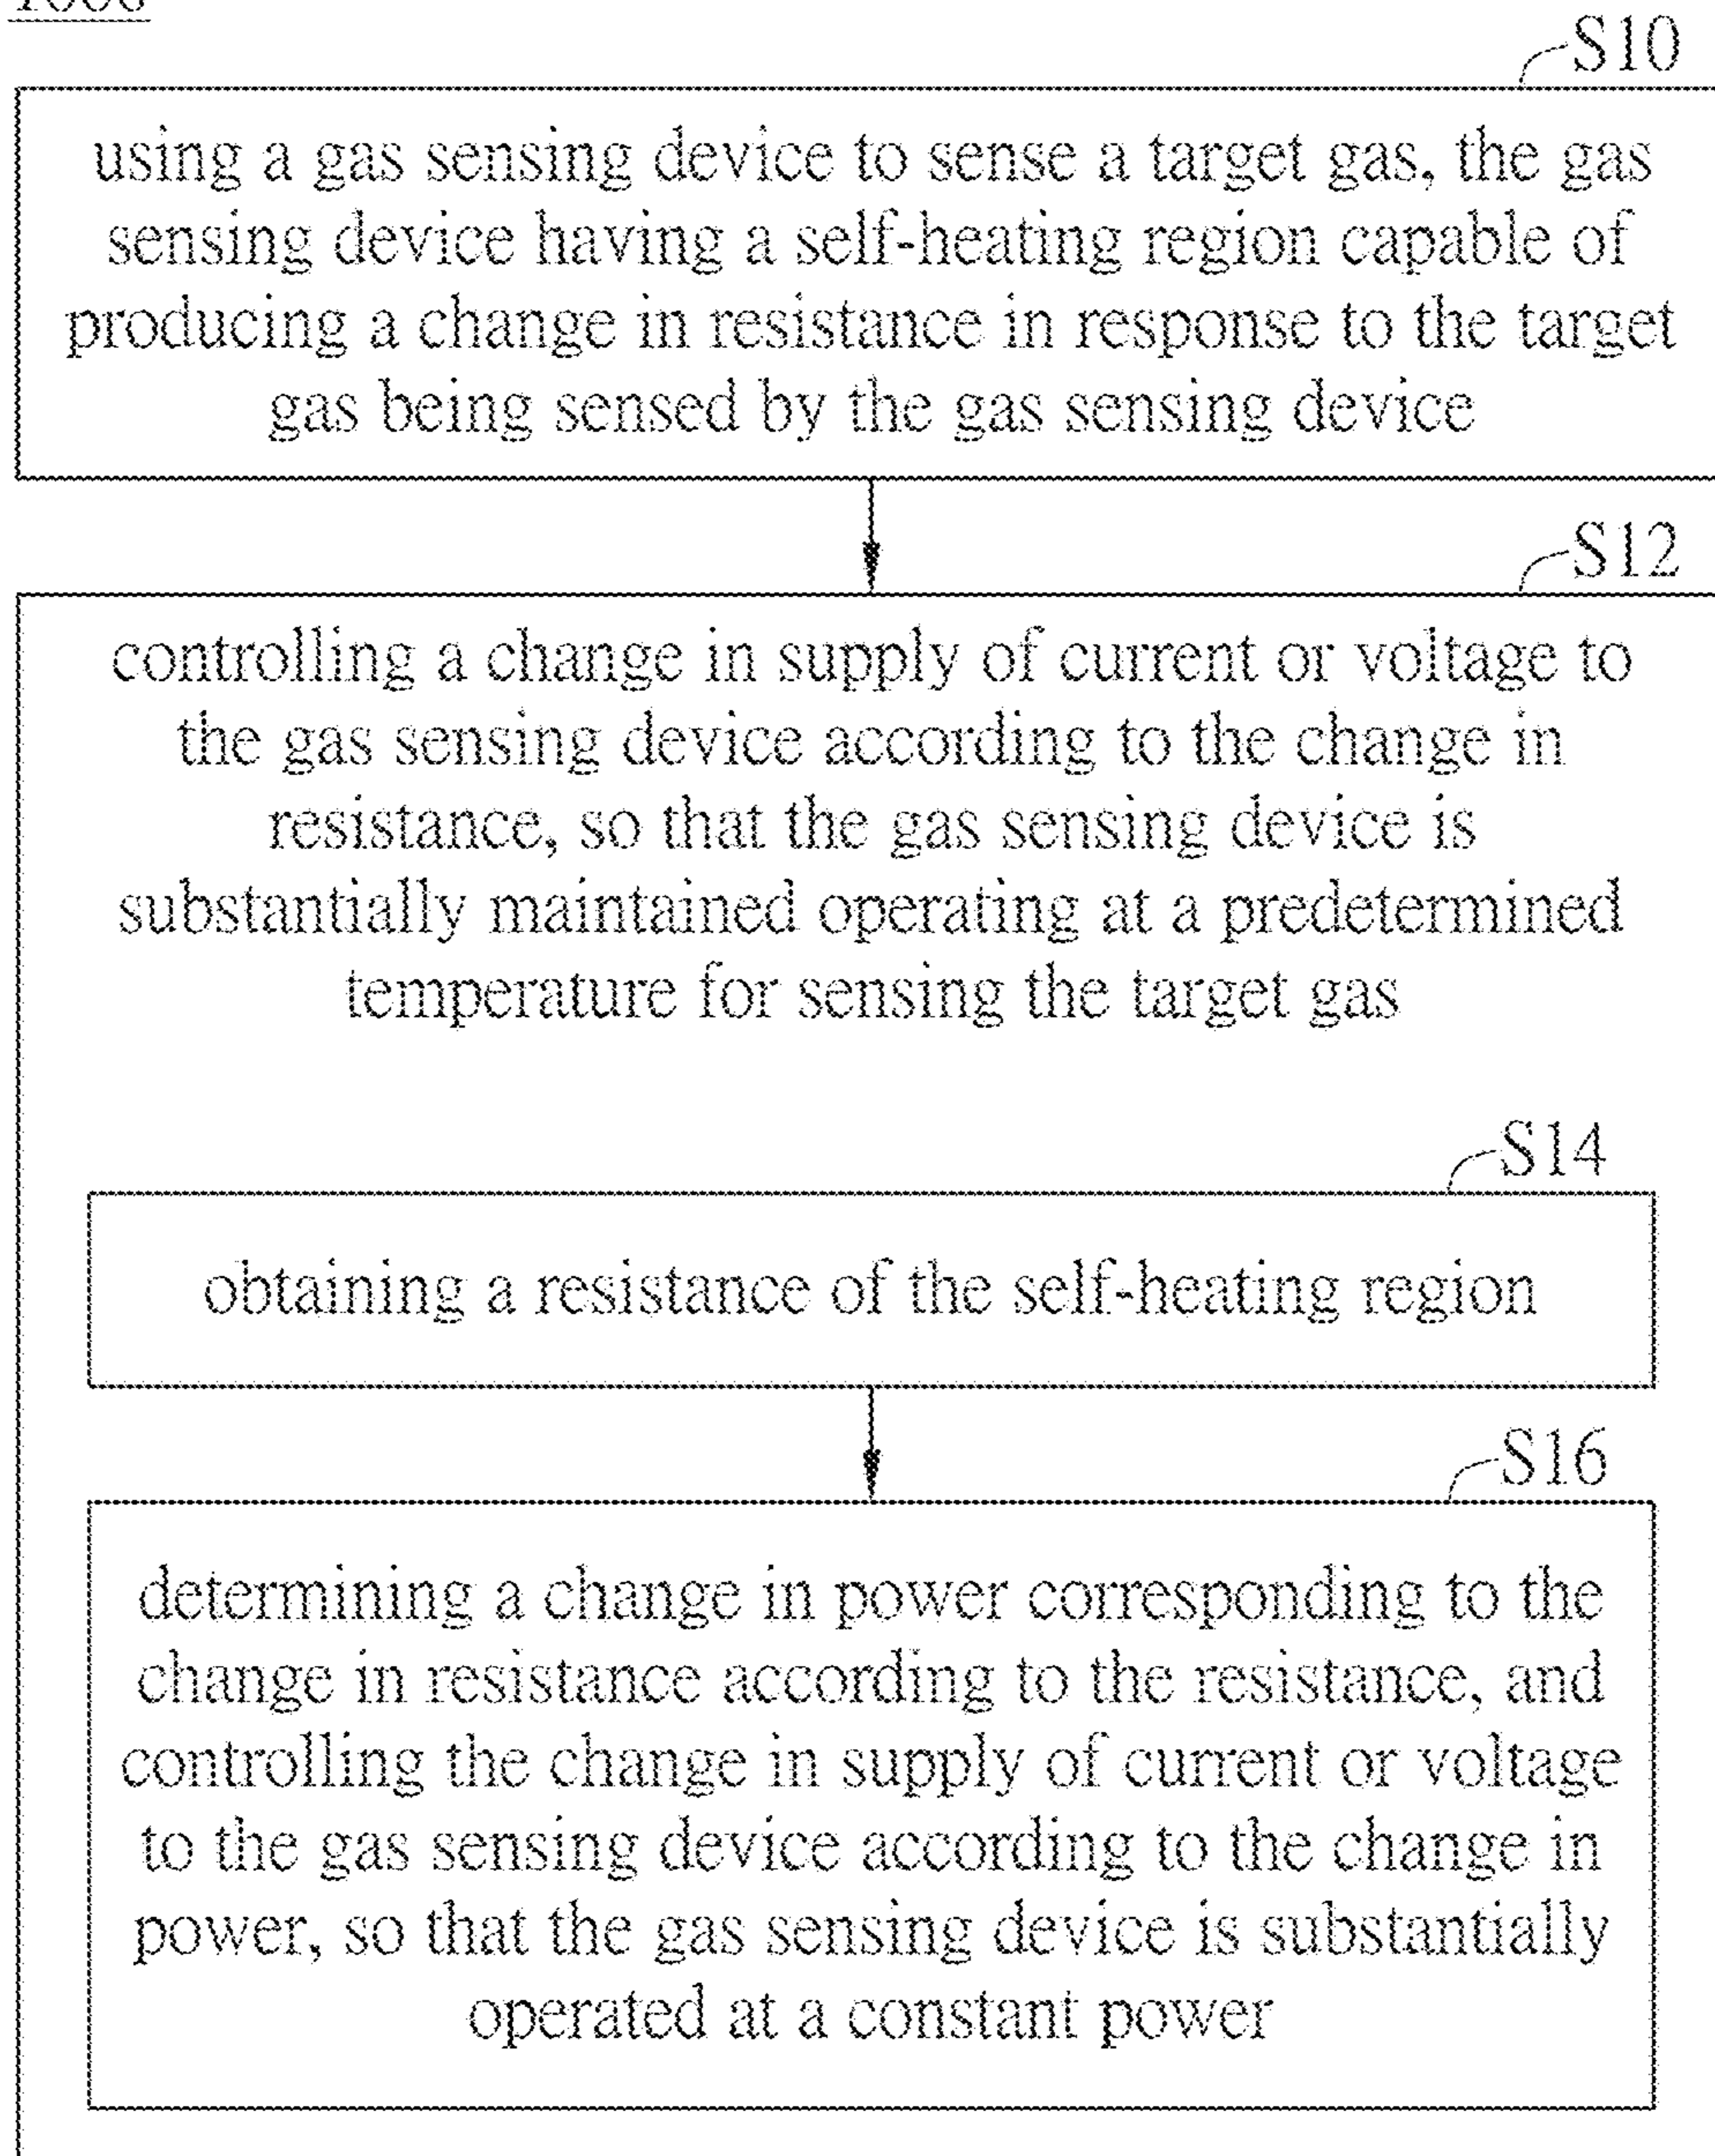 S10
using a gas sensing device to sense a target gas, the gas
sensing device having a self-heating region capable of
producing a change in resistance in response to the target
gas being sensed by the gas sensing device
S12
controlling a change in supply of current or voltage to
the gas sensing device according to the change in
resistance, so that the gas sensing device is
substantially maintained operating at a predetermined
temperature for sensing the target gas
S14
obtaining a resistance of the self-heating region
S16
determining a change in power corresponding to the
change in resistance according to the resistance, and
controlling the change in supply of current or voltage
to the gas sensing device according to the change in
power, so that the gas sensing device is substantially
operated at a constant power